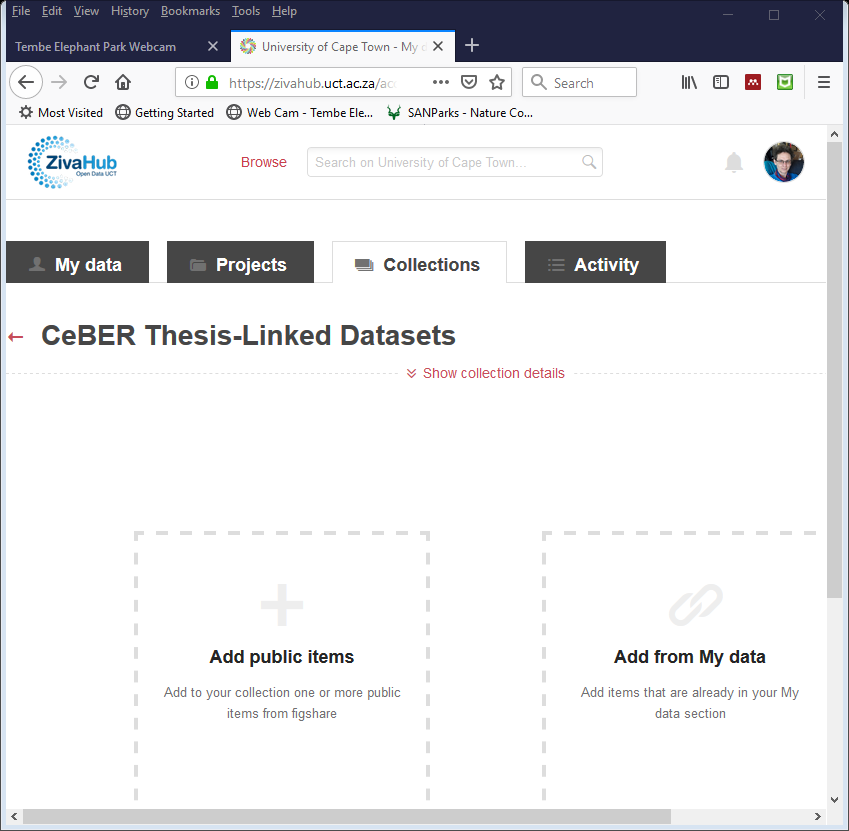 File Edit View History Bookmarks Tools Help
Tembe Elephant Park Webcam
University of Cape Town - My d
https://zivahub.uct.ac.za/acc
Search
Most Visited Getting Started Web Cam - Tembe Ele... SANParks - Nature Co...
ZivaHub
Open Data UCT
Browse
Search on University of Cape Town...
My data Projects Collections Activity
CeBER Thesis-Linked Datasets
Show collection details
Add public items
Add to your collection one or more public
items from figshare
Add from My data
Add items that are already in your My
data section